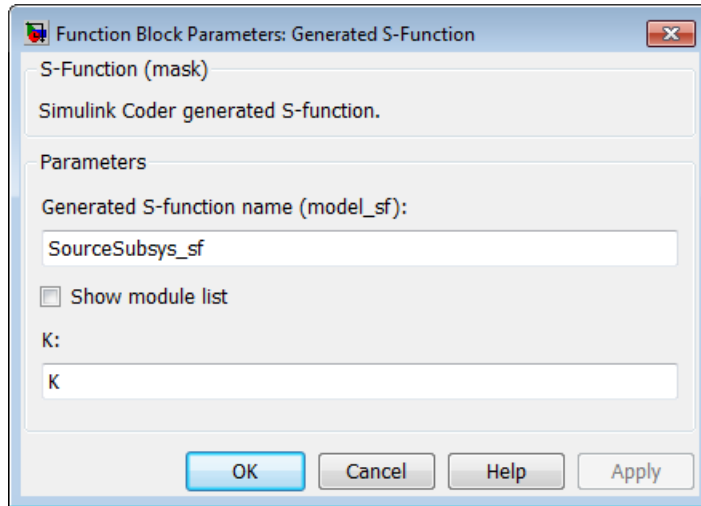 Function Block Parameters: Generated S-Function
S-Function (mask)
Simulink Coder generated S-function.
Parameters
Generated S-function name (model_sf):
SourceSubsys_sf
Show module list
K:
K
OK Cancel Help Apply